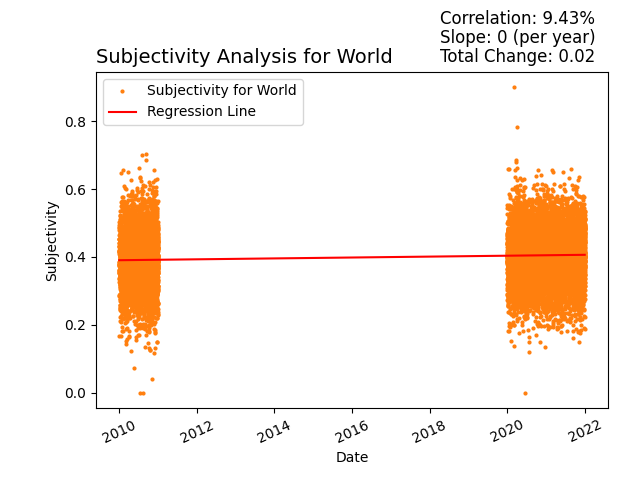 Correlation: 9.43%
Slope: 0 (per year)
Total Change: 0.02
Subjectivity Analysis for World
Subjectivity for World
Regression Line
Subjectivity
0.8
0.6
0.4
0.2
0.0
2010
2012
2014
2016
2018
2020
2022
Date